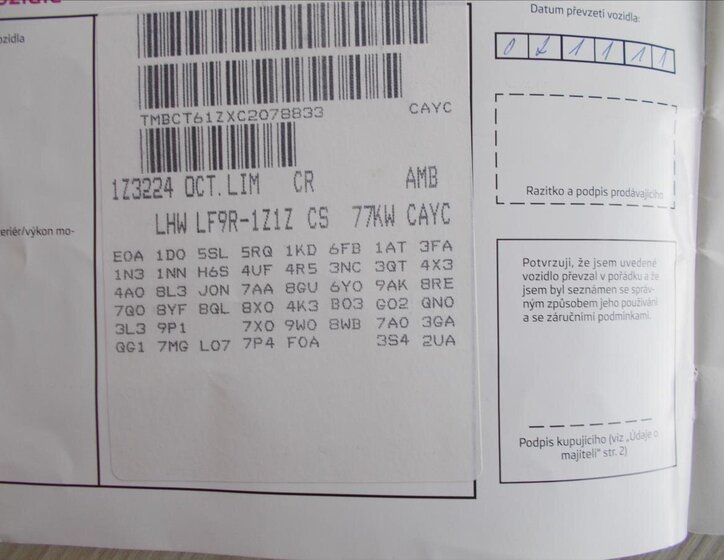 ozidla
TMBCT61ZXC2078833 CAYC
1Z3224 OCT.LIM CR AMB
LHW LF9R-1Z1Z CS 77KW CAYC
E0A 1D0 5SL 5RQ 1KD 6FB 1AT 3FA
1N3 1NN H6S 4UF 4R5 3NC 3QT 4X3
4A0 8L3 J0N 7AA 8GU 6Y0 9AK 8RE
7Q0 8YF 8QL 8X0 4K3 B03 G02 QN0
3L3 9P1 7X0 9W0 8WB 7A0 3GA
QG1 7MG L07 7P4 F0A 3S4 2UA
eriér/výkon mo-
Datum převzetí vozidla:
Razítko a podpis prodávajícího
Potvrzuji, že jsem uvedené
vozidlo převzal v pořádku a že
jsem byl seznámen se správ-
ným způsobem jeho používání
a se záručními podmínkami.
Podpis kupujícího (viz „Údaje o
majiteli" str. 2)